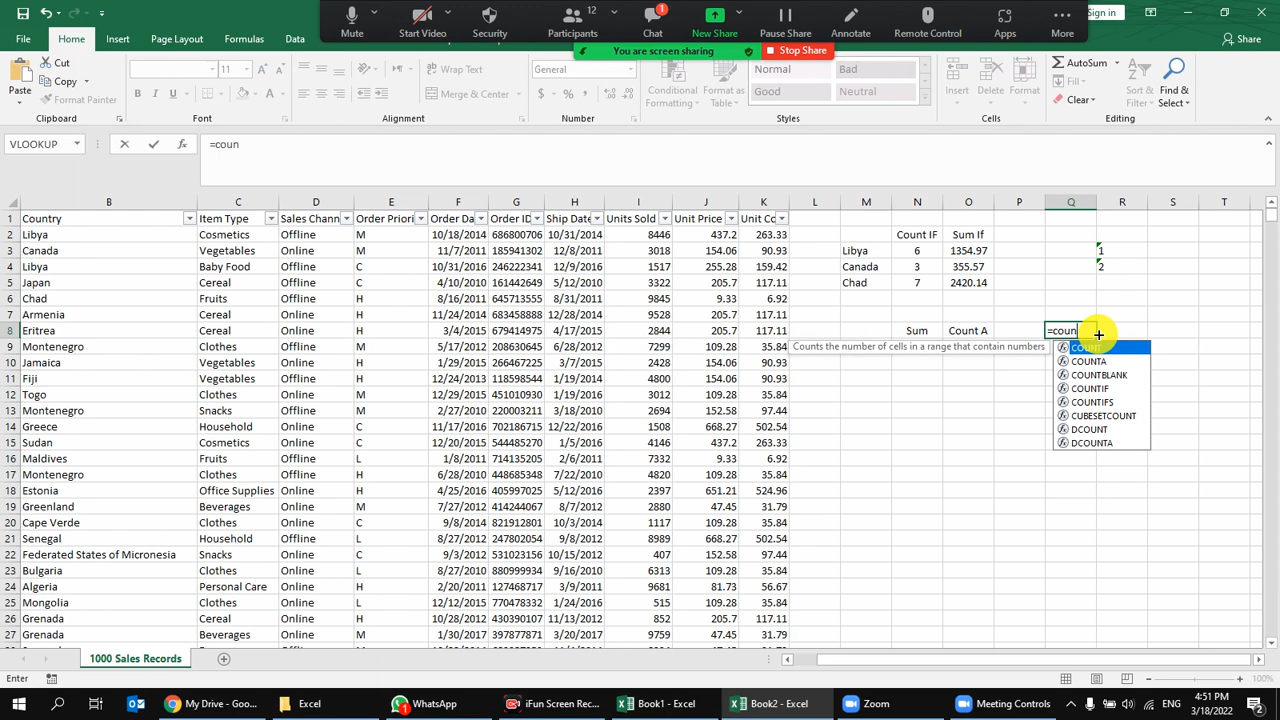 Mute
Start Video
Security
12
Participants
1
Chat
New Share
Pause Share
Annotate
Remote Control
Apps
More
Sign in
You are screen sharing
Stop Share
File
Home
Insert
Page Layout
Formulas
Data
Share
Paste
Cut
Copy
Format Painter
Clipboard
11
B I U
Font
Wrap Text
Merge & Center
Alignment
General
$ % ,
Number
Conditional Formatting
Format as Table
Normal
Bad
Good
Neutral
Styles
Insert
Delete
Format
Cells
AutoSum
Fill
Clear
Sort & Filter
Find & Select
Editing
VLOOKUP
=coun
B C D E F G H I J K L M N O P Q R S T
1 Country Item Type Sales Chann Order Priori Order Da Order ID Ship Date Units Sold Unit Price Unit Co
2 Libya Cosmetics Offline M 10/18/2014 686800706 10/31/2014 8446 437.2 263.33 Count IF Sum If
3 Canada Vegetables Online M 11/7/2011 185941302 12/8/2011 3018 154.06 90.93 Libya 6 1354.97 1
4 Libya Baby Food Offline C 10/31/2016 246222341 12/9/2016 1517 255.28 159.42 Canada 3 355.57 2
5 Japan Cereal Offline C 4/10/2010 161442649 5/12/2010 3322 205.7 117.11 Chad 7 2420.14
6 Chad Fruits Offline H 8/16/2011 645713555 8/31/2011 9845 9.33 6.92
7 Armenia Cereal Online H 11/24/2014 683458888 12/28/2014 9528 205.7 117.11
8 Eritrea Cereal Online H 3/4/2015 679414975 4/17/2015 2844 205.7 117.11 Sum Count A =coun
9 Montenegro Clothes Offline M 5/17/2012 208630645 6/28/2012 7299 109.28 35.84
Counts the number of cells in a range that contain numbers
COUNT
COUNTA
COUNTBLANK
COUNTIF
COUNTIFS
CUBESETCOUNT
DCOUNT
DCOUNTA
10 Jamaica Vegetables Online H 1/29/2015 266467225 3/7/2015 2428 154.06 90.93
11 Fiji Vegetables Offline H 12/24/2013 118598544 1/19/2014 4800 154.06 90.93
12 Togo Clothes Online M 12/29/2015 451010930 1/19/2016 3012 109.28 35.84
13 Montenegro Snacks Offline M 2/27/2010 220003211 3/18/2010 2694 152.58 97.44
14 Greece Household Online C 11/17/2016 702186715 12/22/2016 1508 668.27 502.54
15 Sudan Cosmetics Online C 12/20/2015 544485270 1/5/2016 4146 437.2 263.33
16 Maldives Fruits Offline L 1/8/2011 714135205 2/6/2011 7332 9.33 6.92
17 Montenegro Clothes Offline H 6/28/2010 448685348 7/22/2010 4820 109.28 35.84
18 Estonia Office Supplies Online H 4/25/2016 405997025 5/12/2016 2397 651.21 524.96
19 Greenland Beverages Online M 7/27/2012 414244067 8/7/2012 2880 47.45 31.79
20 Cape Verde Clothes Online C 9/8/2014 821912801 10/3/2014 1117 109.28 35.84
21 Senegal Household Offline L 8/27/2012 247802054 9/8/2012 8989 668.27 502.54
22 Federated States of Micronesia Snacks Online C 9/3/2012 531023156 10/15/2012 407 152.58 97.44
23 Bulgaria Clothes Online L 8/27/2010 880999934 9/16/2010 6313 109.28 35.84
24 Algeria Personal Care Online H 2/20/2011 127468717 3/9/2011 9681 81.73 56.67
25 Mongolia Clothes Online L 12/12/2015 770478332 1/24/2016 515 109.28 35.84
26 Grenada Cereal Online H 10/28/2012 430390107 11/13/2012 852 205.7 117.11
27 Grenada Beverages Online M 1/30/2017 397877871 3/20/2017 9759 47.45 31.79
1000 Sales Records
Enter
100%
My Drive - Goo...
Excel
WhatsApp
iFun Screen Rec...
Book1 - Excel
Book2 - Excel
Zoom
Meeting Controls
ENG
4:51 PM
3/18/2022